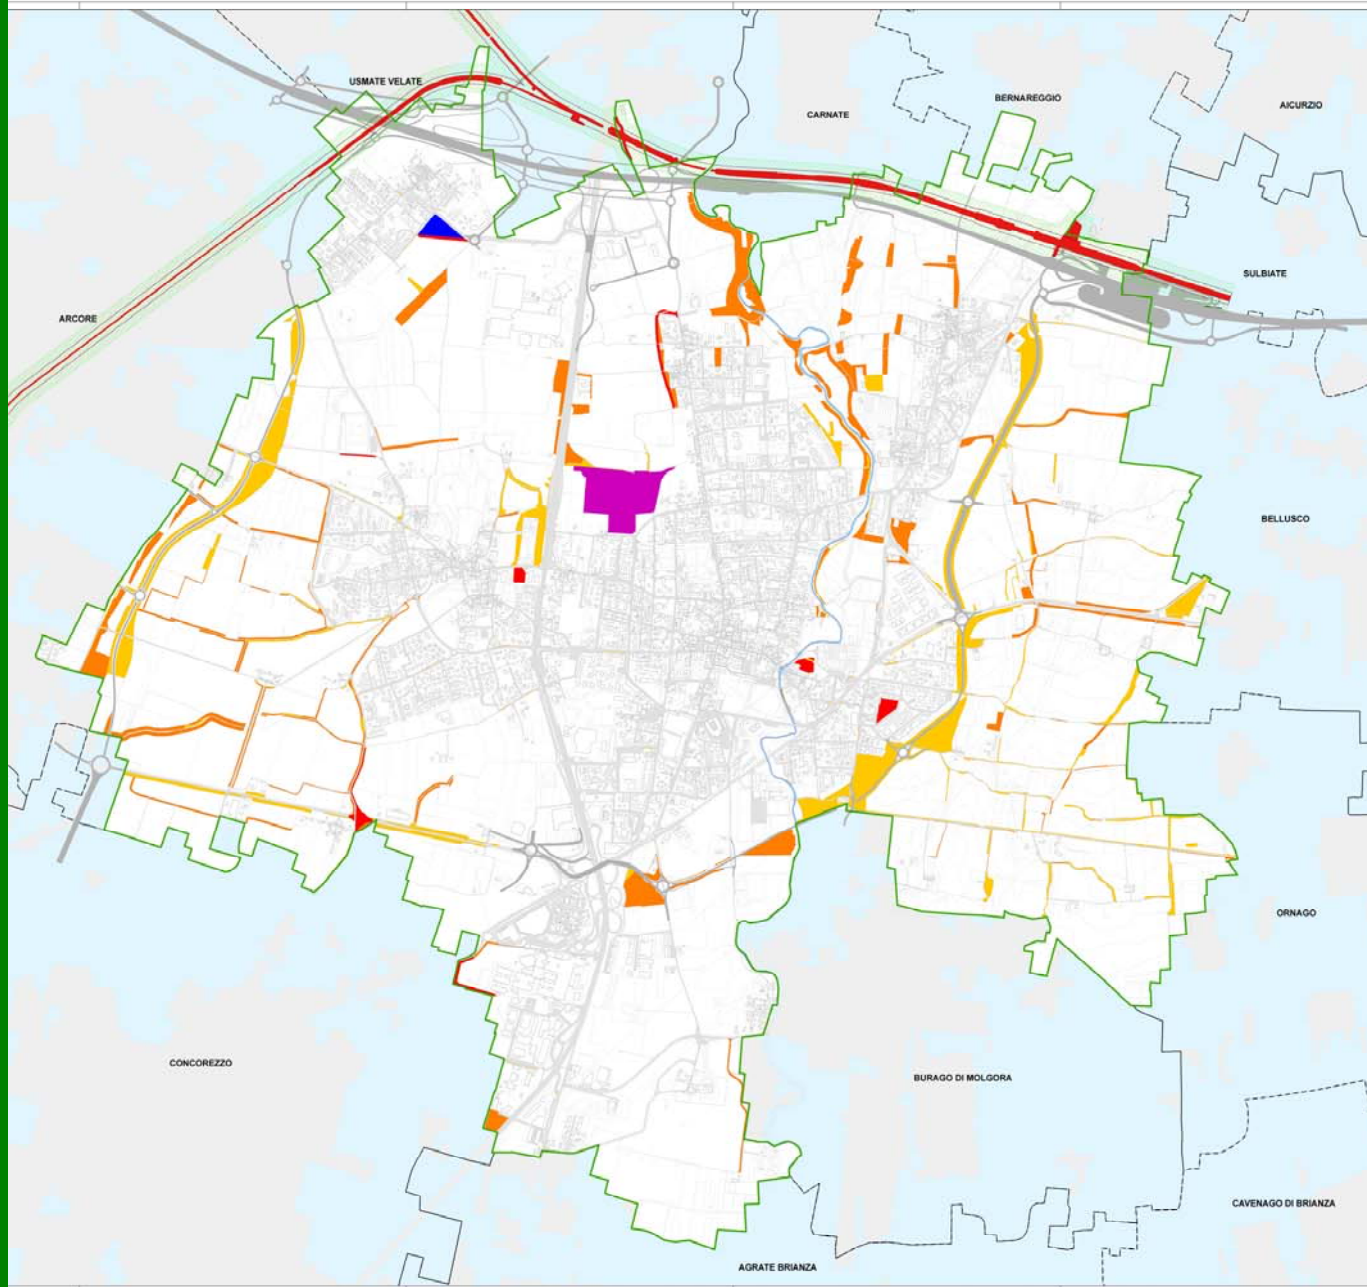 USMATE VELATE
BERNAREGGIO
AICURZIO
CARNATE
SULBIATE
ARCORE
BELLUSCO
ORNAGO
CONCOREZZO
BURAGO DI MOLGORA
CAVENAGO DI BRIANZA
AGRATE BRIANZA